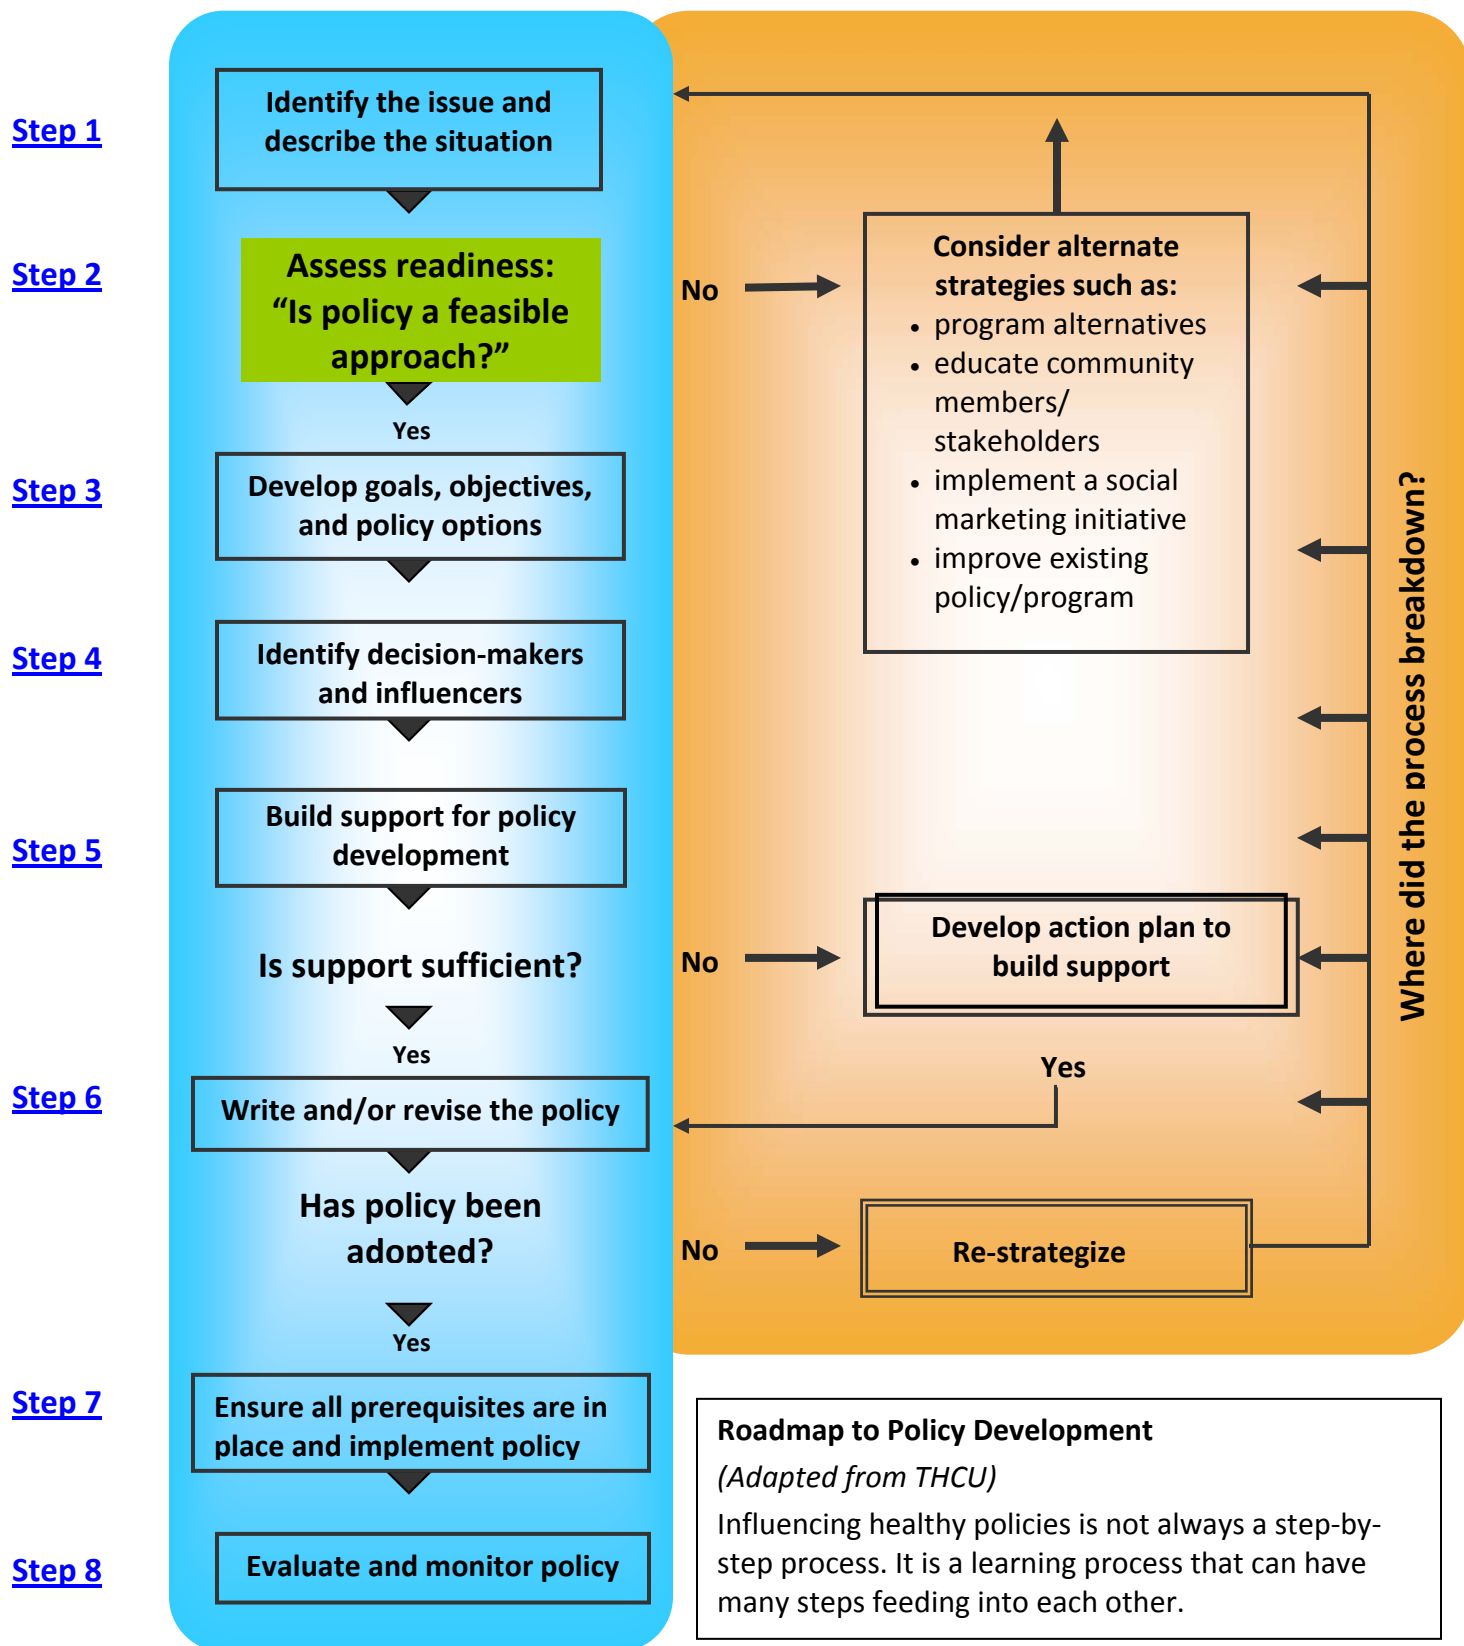 Step 1
Identify the issue and
describe the situation
Step 2
Assess readiness:
“Is policy a feasible
approach?”
No
Consider alternate
strategies such as:
• program alternatives
• educate community
members/
stakeholders
• implement a social
marketing initiative
• improve existing
policy/program
Yes
Step 3
Develop goals, objectives,
and policy options
Step 4
Identify decision-makers
and influencers
Where did the process breakdown?
Step 5
Build support for policy
development
Is support sufficient?
No
Develop action plan to
build support
Yes
Yes
Step 6
Write and/or revise the policy
Has policy been
adopted?
No
Re-strategize
Yes
Step 7
Ensure all prerequisites are in
place and implement policy
Step 8
Evaluate and monitor policy
Roadmap to Policy Development
(Adapted from THCU)
Influencing healthy policies is not always a step-by-
step process. It is a learning process that can have
many steps feeding into each other.